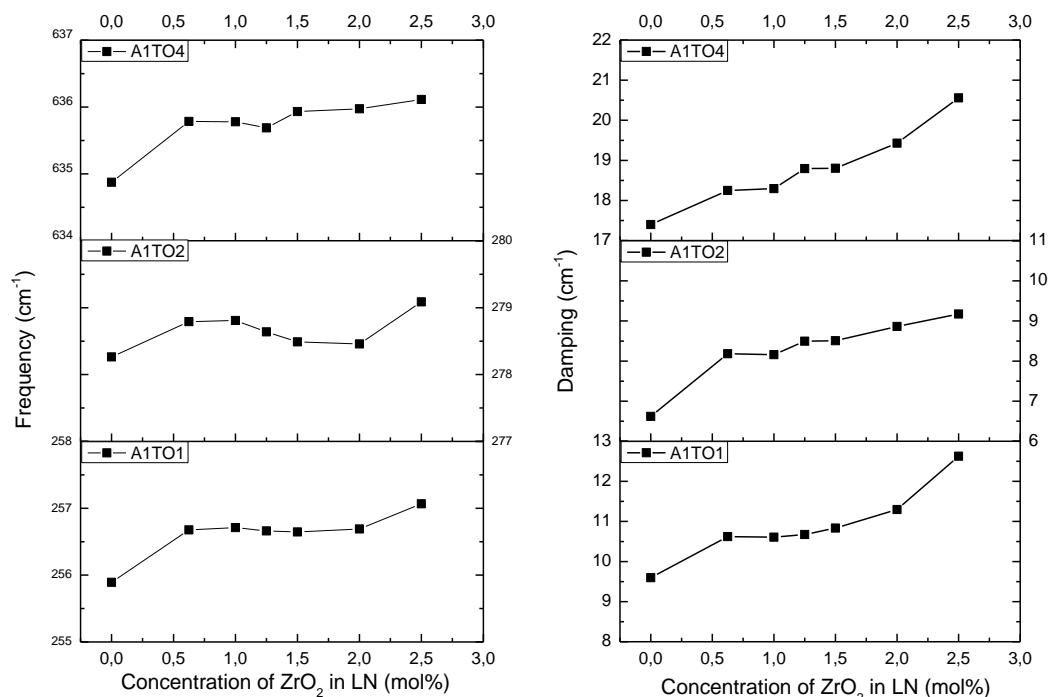 0,0 0,5 1,0 1,5 2,0 2,5 3,0
637
636
635
634
A1TO4
280
279
278
277
A1TO2
258
257
256
255
A1TO1
Frequency (cm-1)
0,0 0,5 1,0 1,5 2,0 2,5 3,0
Concentration of ZrO2 in LN (mol%)
0,0 0,5 1,0 1,5 2,0 2,5 3,0
22
21
20
19
18
17
A1TO4
11
10
9
8
7
6
A1TO2
13
12
11
10
9
8
A1TO1
Damping (cm-1)
0,0 0,5 1,0 1,5 2,0 2,5 3,0
Concentration of ZrO2 in LN (mol%)